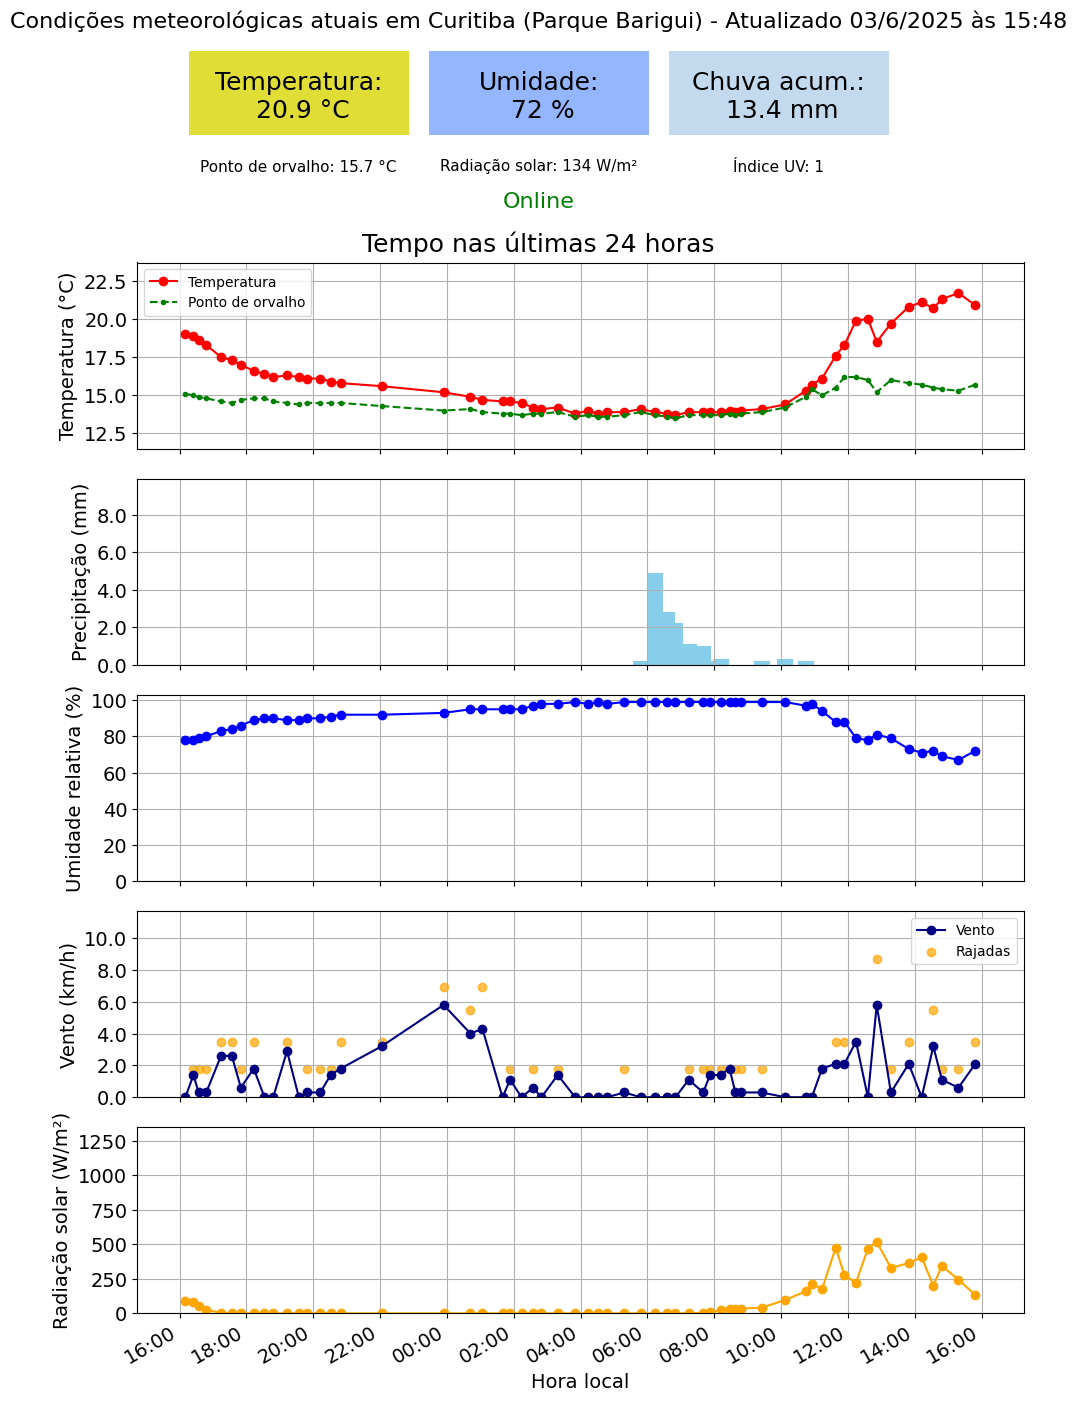 Condições meteorológicas atuais em Curitiba (Parque Barigui) - Atualizado 03/6/2025 às 15:48
Temperatura:
20.9 °C
Umidade:
72 %
Chuva acum.:
13.4 mm
Ponto de orvalho: 15.7 °C
Radiação solar: 134 W/m²
Índice UV: 1
Online
Tempo nas últimas 24 horas
Temperatura (°C)
22.5
20.0
17.5
15.0
12.5
Temperatura
Ponto de orvalho
Precipitação (mm)
8.0
6.0
4.0
2.0
0.0
Umidade relativa (%)
100
80
60
40
20
0
Vento (km/h)
10.0
8.0
6.0
4.0
2.0
0.0
Vento
Rajadas
Radiação solar (W/m²)
1250
1000
750
500
250
0
16:00
18:00
20:00
22:00
00:00
02:00
04:00
06:00
08:00
10:00
12:00
14:00
16:00
Hora local